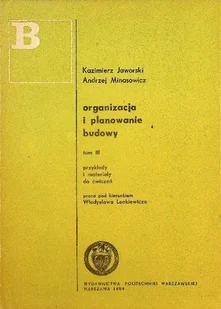 B
Kazimierz Jaworski
Andrzej Minasowicz
organizacja
i planowanie
budowy
tom III
przykłady
i materiały
do ćwiczeń
praca pod kierunkiem
Władysława Lenkiewicza
WYDAWNICTWA POLITECHNIKI WARSZAWSKIEJ
WARSZAWA 1984